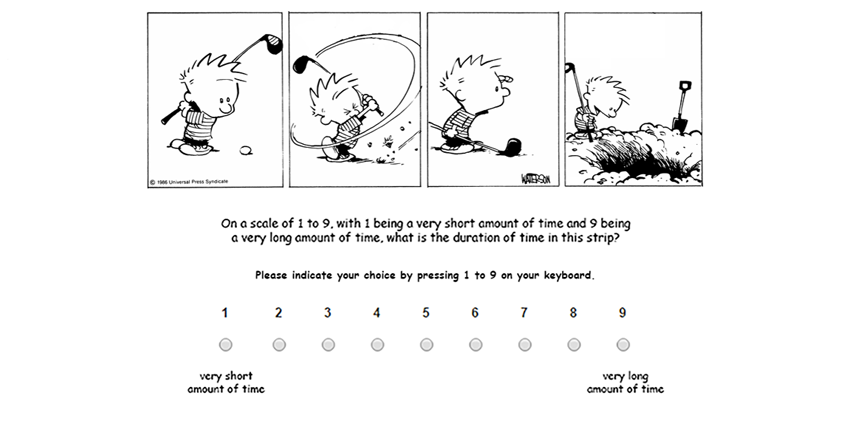 © 1986 Universal Press Syndicate
WATTERSON
On a scale of 1 to 9, with 1 being a very short amount of time and 9 being
a very long amount of time, what is the duration of time in this strip?
Please indicate your choice by pressing 1 to 9 on your keyboard.
1 2 3 4 5 6 7 8 9
very short very long
amount of time amount of time